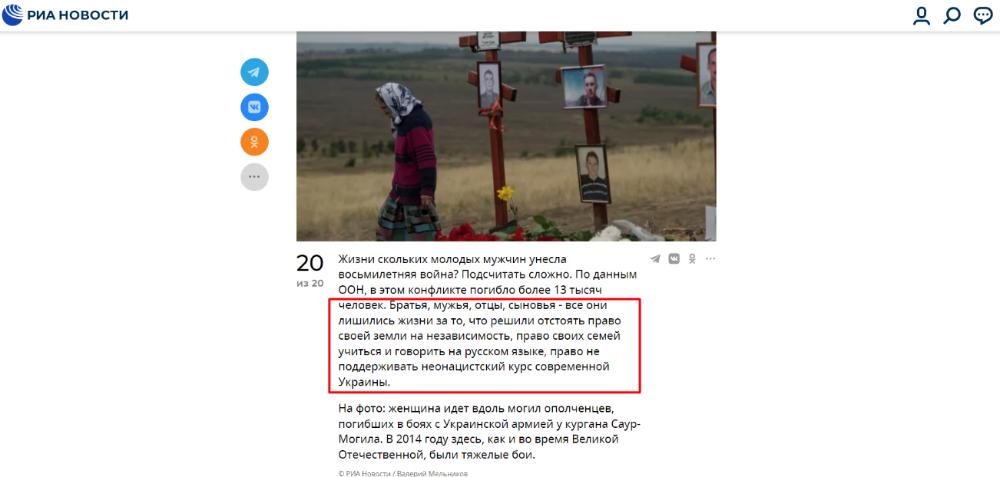 РИА НОВОСТИ
20
из 20
Жизни скольких молодых мужчин унесла
восьмилетняя война? Подсчитать сложно. По данным
ООН, в этом конфликте погибло более 13 тысяч
человек. Братья, мужья, отцы, сыновья - все они
лишились жизни за то, что решили отстоять право
своей земли на независимость, право своих семей
учиться и говорить на русском языке, право не
поддерживать неонацистский курс современной
Украины.
На фото: женщина идет вдоль могил ополченцев,
погибших в боях с Украинской армией у кургана Саур-
Могила. В 2014 году здесь, как и во время Великой
Отечественной, были тяжелые бои.
© РИА Новости / Валерий Мельников